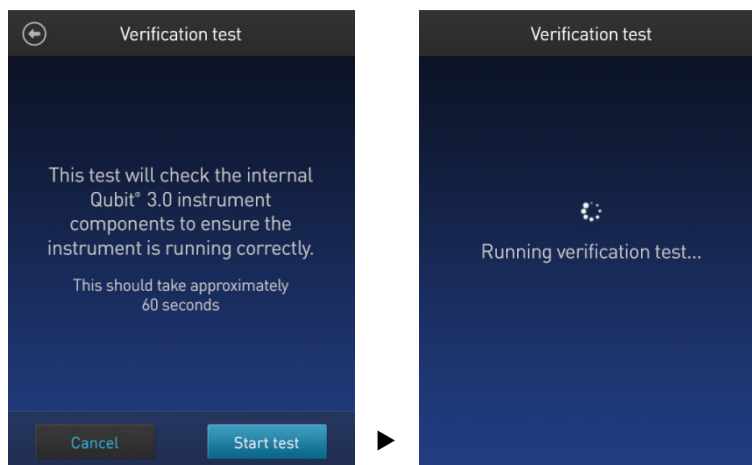 Verification test
This test will check the internal
Qubit® 3.0 instrument
components to ensure the
instrument is running correctly.
This should take approximately
60 seconds
Cancel
Start test
Verification test
Running verification test...